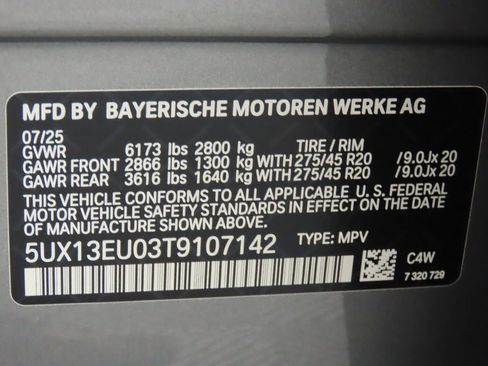 MFD BY BAYERISCHE MOTOREN WERKE AG
07/25
GVWR 6173 lbs 2800 kg TIRE / RIM
GAWR FRONT 2866 lbs 1300 kg WITH 275/45 R20 /9.0Jx 20
GAWR REAR 3616 lbs 1640 kg WITH 275/45 R20 /9.0Jx 20
THIS VEHICLE CONFORMS TO ALL APPLICABLE U. S. FEDERAL
MOTOR VEHICLE SAFETY STANDARDS IN EFFECT ON THE
DATE OF MANUFACTURE SHOWN ABOVE.
5UX13EU03T9107142 TYPE: MPV
C4W
7 320 729